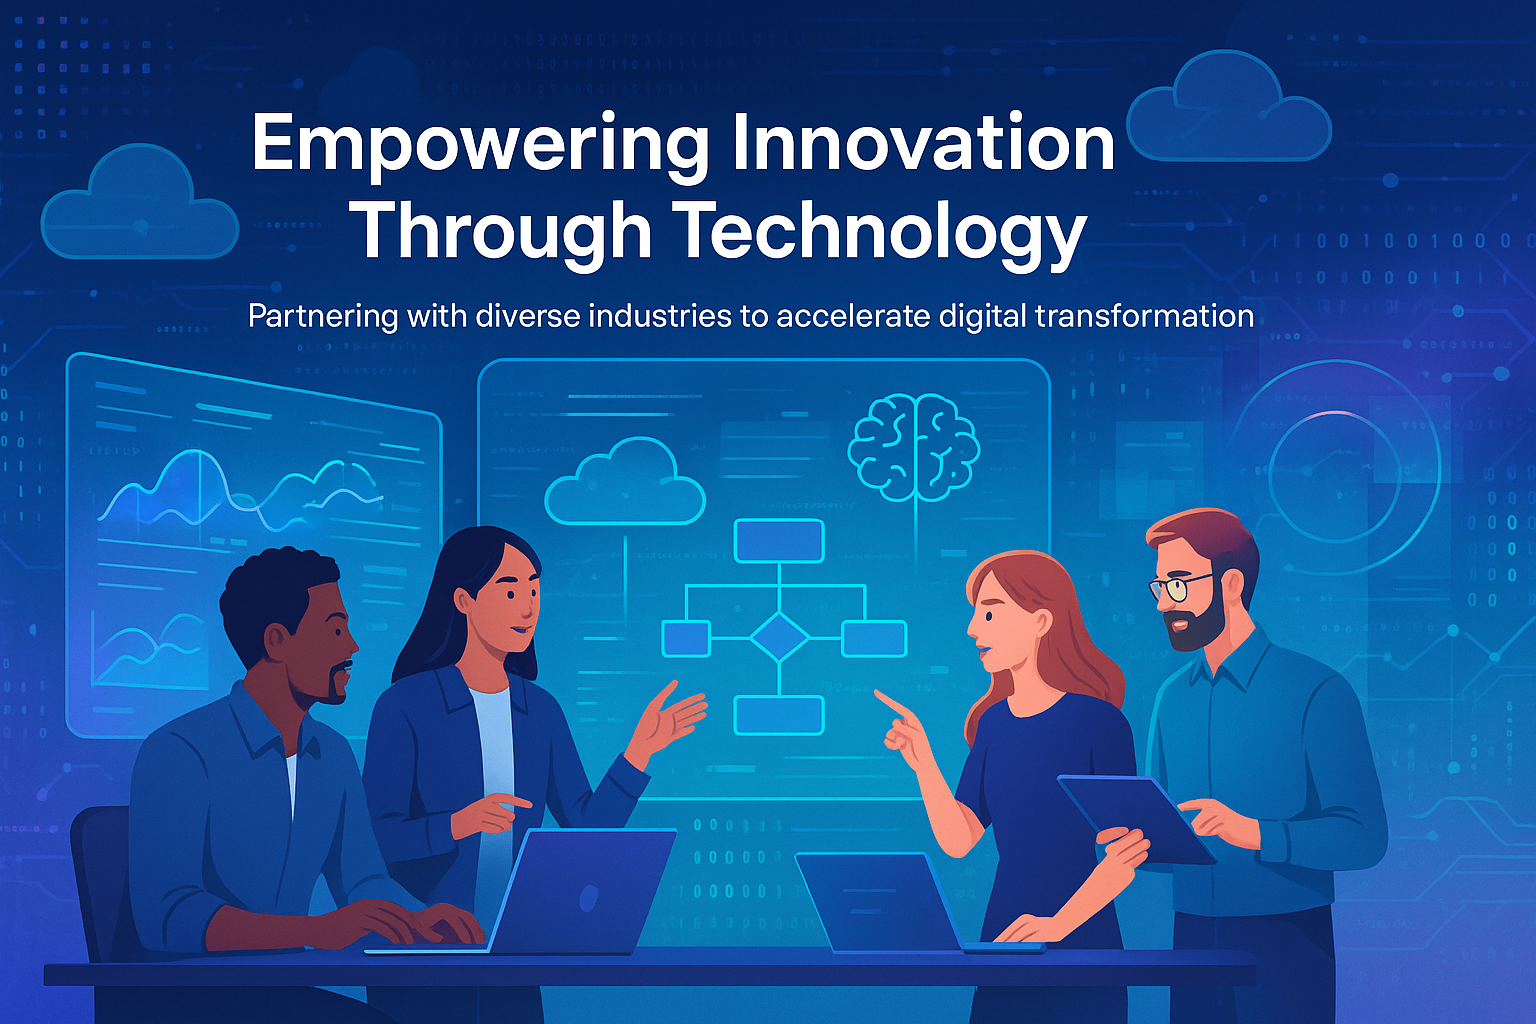 Empowering Innovation
Through Technology
Partnering with diverse industries to accelerate digital transformation